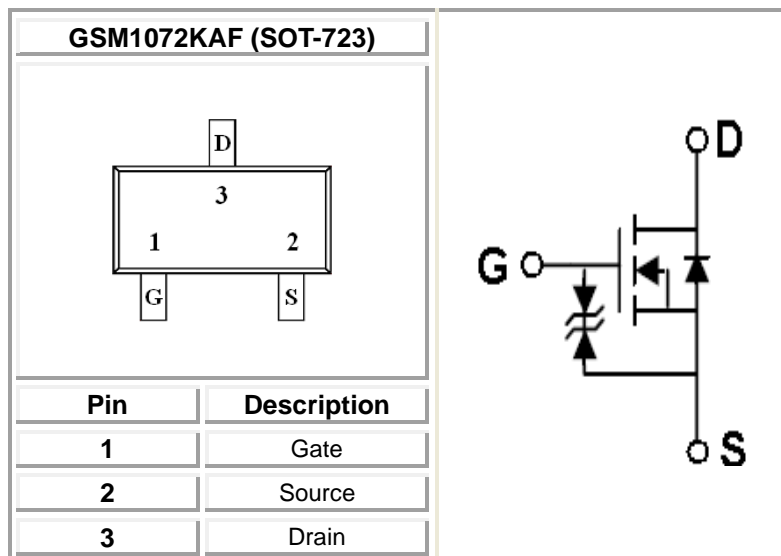 GSM1072KAF (SOT-723)
D
3
1 2
G S
Pin Description
1 Gate
2 Source
3 Drain
D
G
S